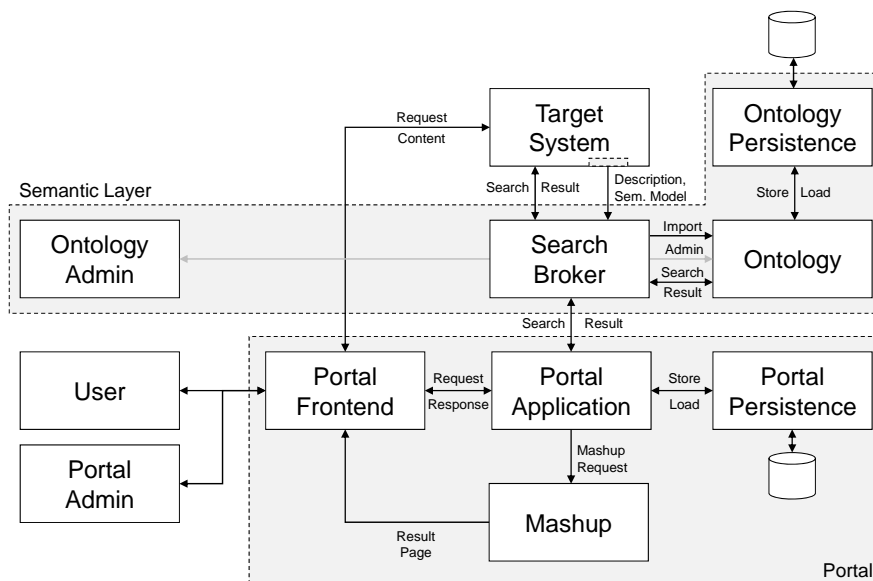 Target
System
Ontology
Persistence
Request
Content
Search
Result
Description,
Sem. Model
Store
Load
Semantic Layer
Ontology
Admin
Search
Broker
Import
Admin
Search
Result
Ontology
Search
Result
User
Portal
Frontend
Request
Response
Portal
Application
Store
Load
Portal
Persistence
Portal
Admin
Mashup
Request
Result
Page
Mashup
Portal